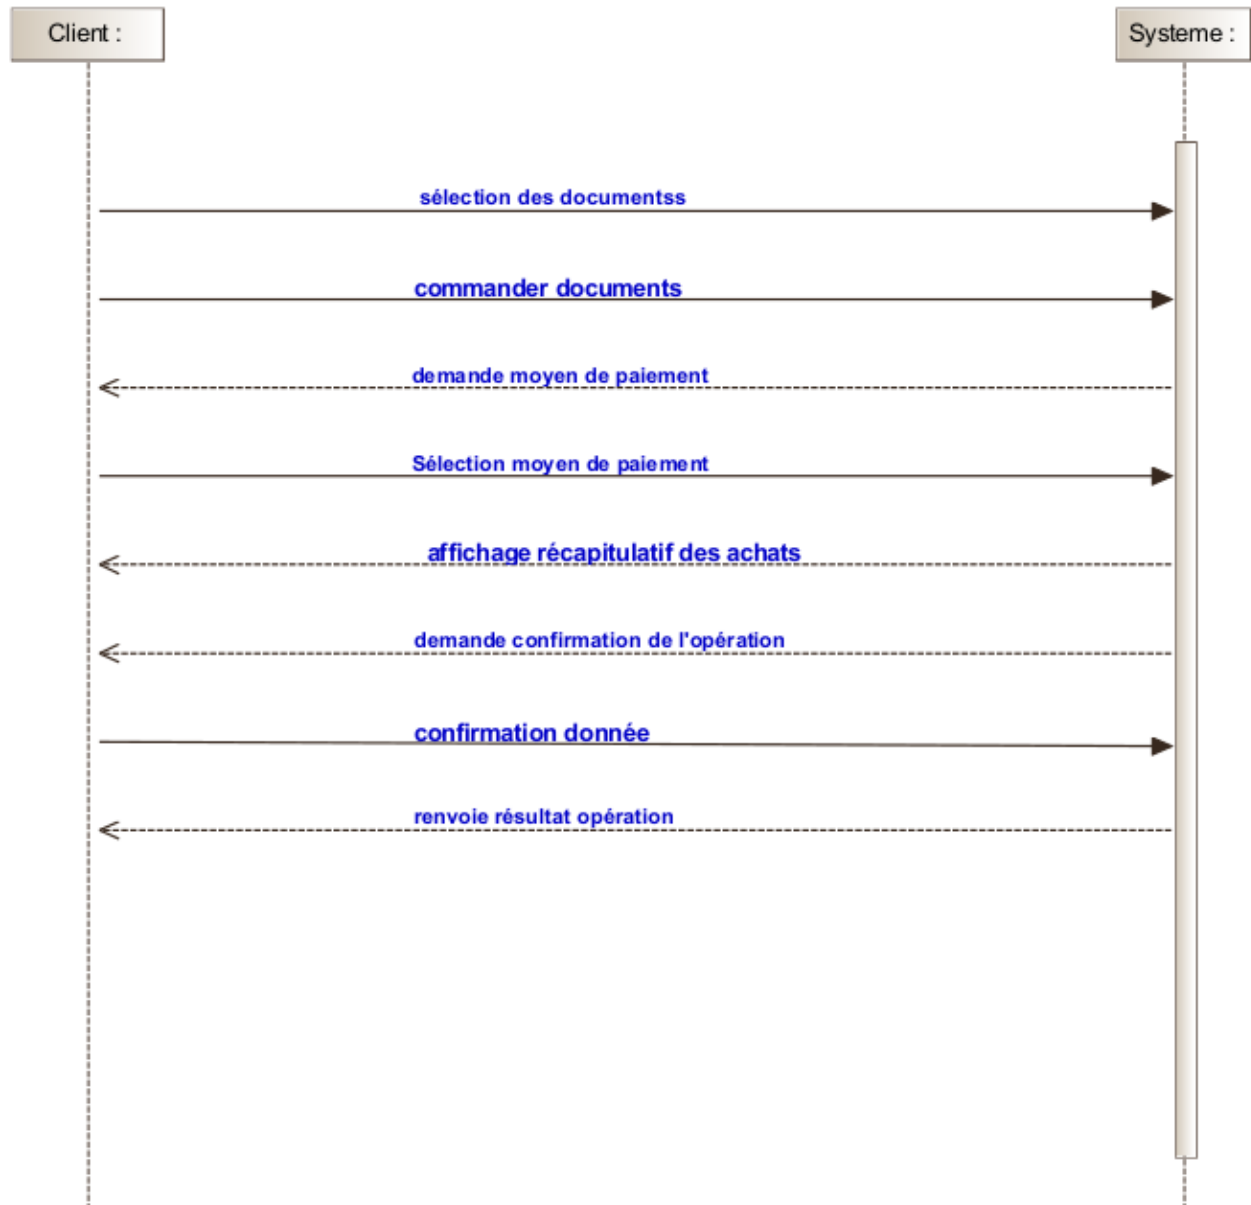 Client :
Systeme :
sélection des documentss
commander documents
demande moyen de paiement
Sélection moyen de paiement
affichage récapitulatif des achats
demande confirmation de l'opération
confirmation donnée
renvoie résultat opération